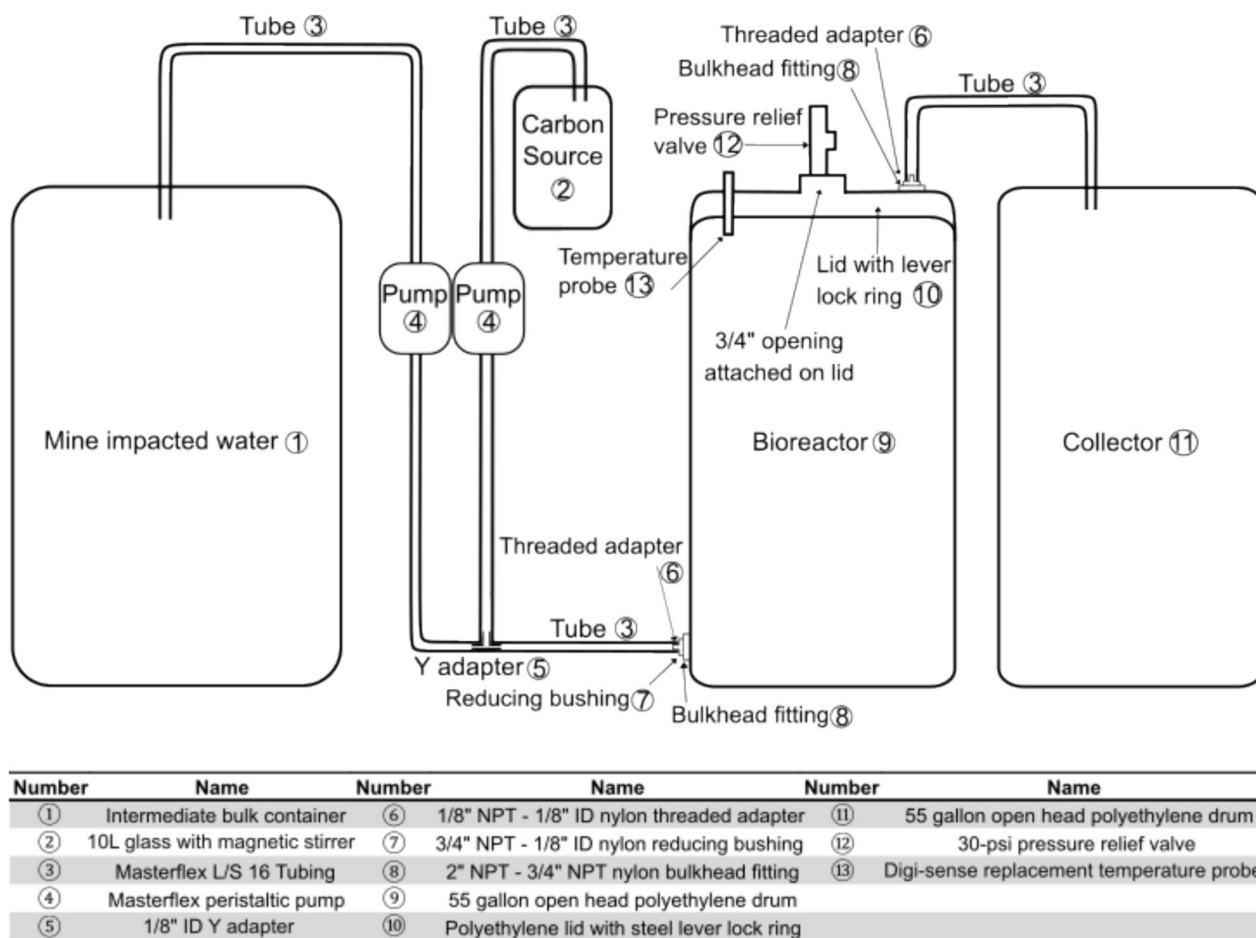 Tube ③
Tube ③
Threaded adapter ⑥
Bulkhead fitting ⑧
Tube ③
Pressure relief
valve ⑫
Carbon
Source
②
Temperature
probe ⑬
Lid with lever
lock ring ⑩
Pump
④
Pump
④
3/4" opening
attached on lid
Mine impacted water ①
Bioreactor ⑨
Collector ⑪
Threaded adapter
⑥
Tube ③
Y adapter ⑤
Reducing bushing ⑦
Bulkhead fitting ⑧
Number Name Number Name Number Name
① Intermediate bulk container ⑥ 1/8" NPT - 1/8" ID nylon threaded adapter ⑪ 55 gallon open head polyethylene drum
② 10L glass with magnetic stirrer ⑦ 3/4" NPT - 1/8" ID nylon reducing bushing ⑫ 30-psi pressure relief valve
③ Masterflex L/S 16 Tubing ⑧ 2" NPT - 3/4" NPT nylon bulkhead fitting ⑬ Digi-sense replacement temperature probe
④ Masterflex peristaltic pump ⑨ 55 gallon open head polyethylene drum
⑤ 1/8" ID Y adapter ⑩ Polyethylene lid with steel lever lock ring